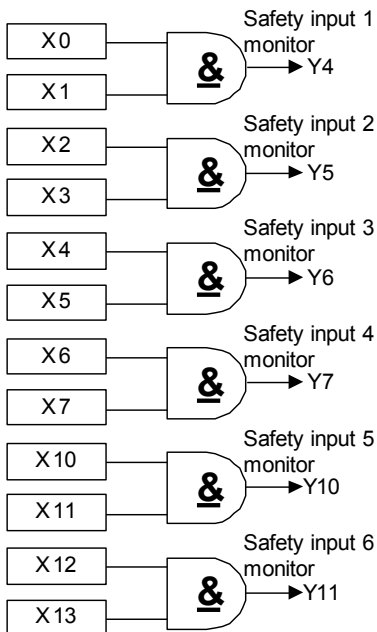 Safety input 1
X0
monitor
&
Y4
X1
Safety input 2
X2
monitor
&
Y5
X3
Safety input 3
X4
monitor
&
Y6
X5
Safety input 4
X6
monitor
&
Y7
X7
Safety input 5
X10
monitor
&
Y10
X11
Safety input 6
X12
monitor
&
Y11
X13